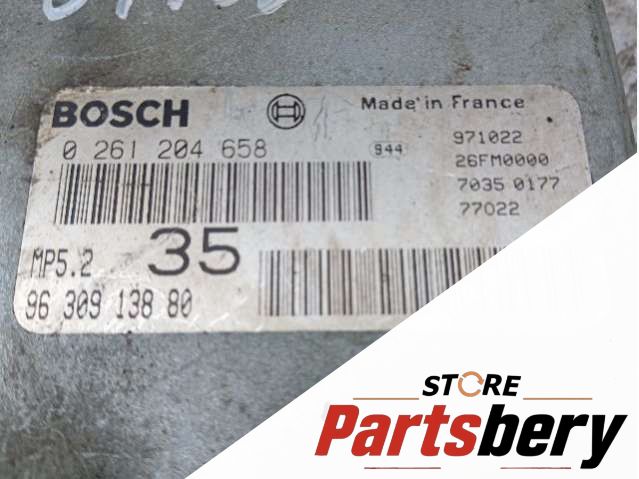 BOSCH
Made in France
0 261 204 658
944
971022
26FM0000
7035 0177
77022
MP5.2
35
96 309 138 80
STORE
Partsbery